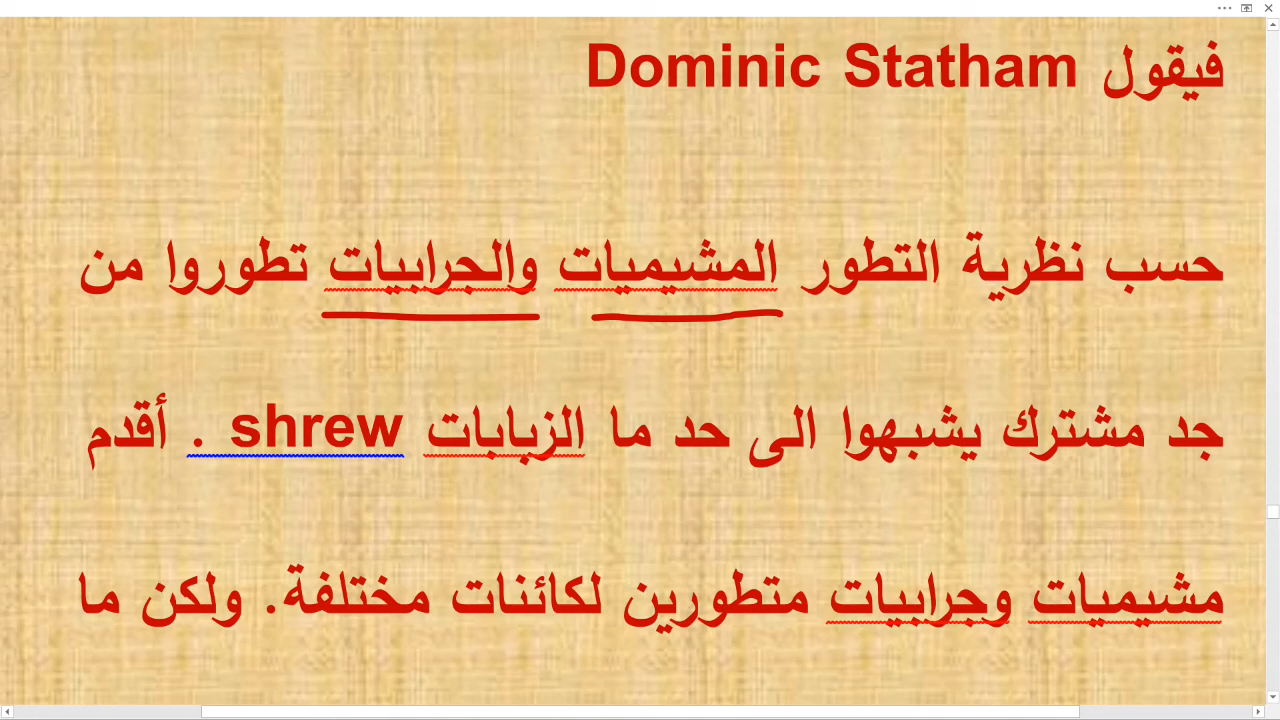 فيقول Dominic Statham
حسب نظرية التطور المشيميات والجرابيات تطوروا من
جد مشترك يشبهوا الى حد ما الزبابات shrew . أقدم
مشيميات وجرابيات متطورين لكائنات مختلفة. ولكن ما